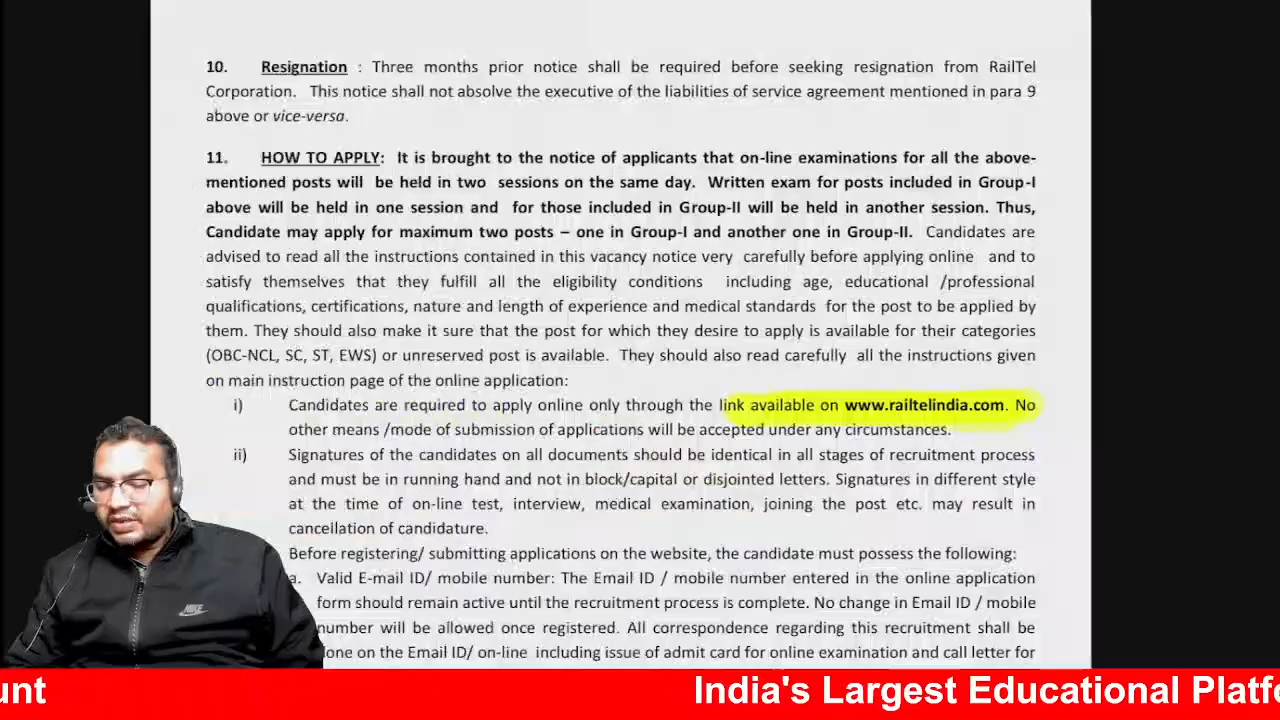 10. Resignation : Three months prior notice shall be required before seeking resignation from RailTel
Corporation. This notice shall not absolve the executive of the liabilities of service agreement mentioned in para 9
above or vice-versa.
11. HOW TO APPLY: It is brought to the notice of applicants that on-line examinations for all the above-
mentioned posts will be held in two sessions on the same day. Written exam for posts included in Group-I
above will be held in one session and for those included in Group-II will be held in another session. Thus,
Candidate may apply for maximum two posts – one in Group-I and another one in Group-II. Candidates are
advised to read all the instructions contained in this vacancy notice very carefully before applying online and to
satisfy themselves that they fulfill all the eligibility conditions including age, educational /professional
qualifications, certifications, nature and length of experience and medical standards for the post to be applied by
them. They should also make it sure that the post for which they desire to apply is available for their categories
(OBC-NCL, SC, ST, EWS) or unreserved post is available. They should also read carefully all the instructions given
on main instruction page of the online application:
i) Candidates are required to apply online only through the link available on www.railtelindia.com. No
other means /mode of submission of applications will be accepted under any circumstances.
ii) Signatures of the candidates on all documents should be identical in all stages of recruitment process
and must be in running hand and not in block/capital or disjointed letters. Signatures in different style
at the time of on-line test, interview, medical examination, joining the post etc. may result in
cancellation of candidature.
Before registering/ submitting applications on the website, the candidate must possess the following:
a. Valid E-mail ID/ mobile number: The Email ID / mobile number entered in the online application
form should remain active until the recruitment process is complete. No change in Email ID / mobile
number will be allowed once registered. All correspondence regarding this recruitment shall be
done on the Email ID/ on-line including issue of admit card for online examination and call letter for
NIKE
unt India's Largest Educational Platfo